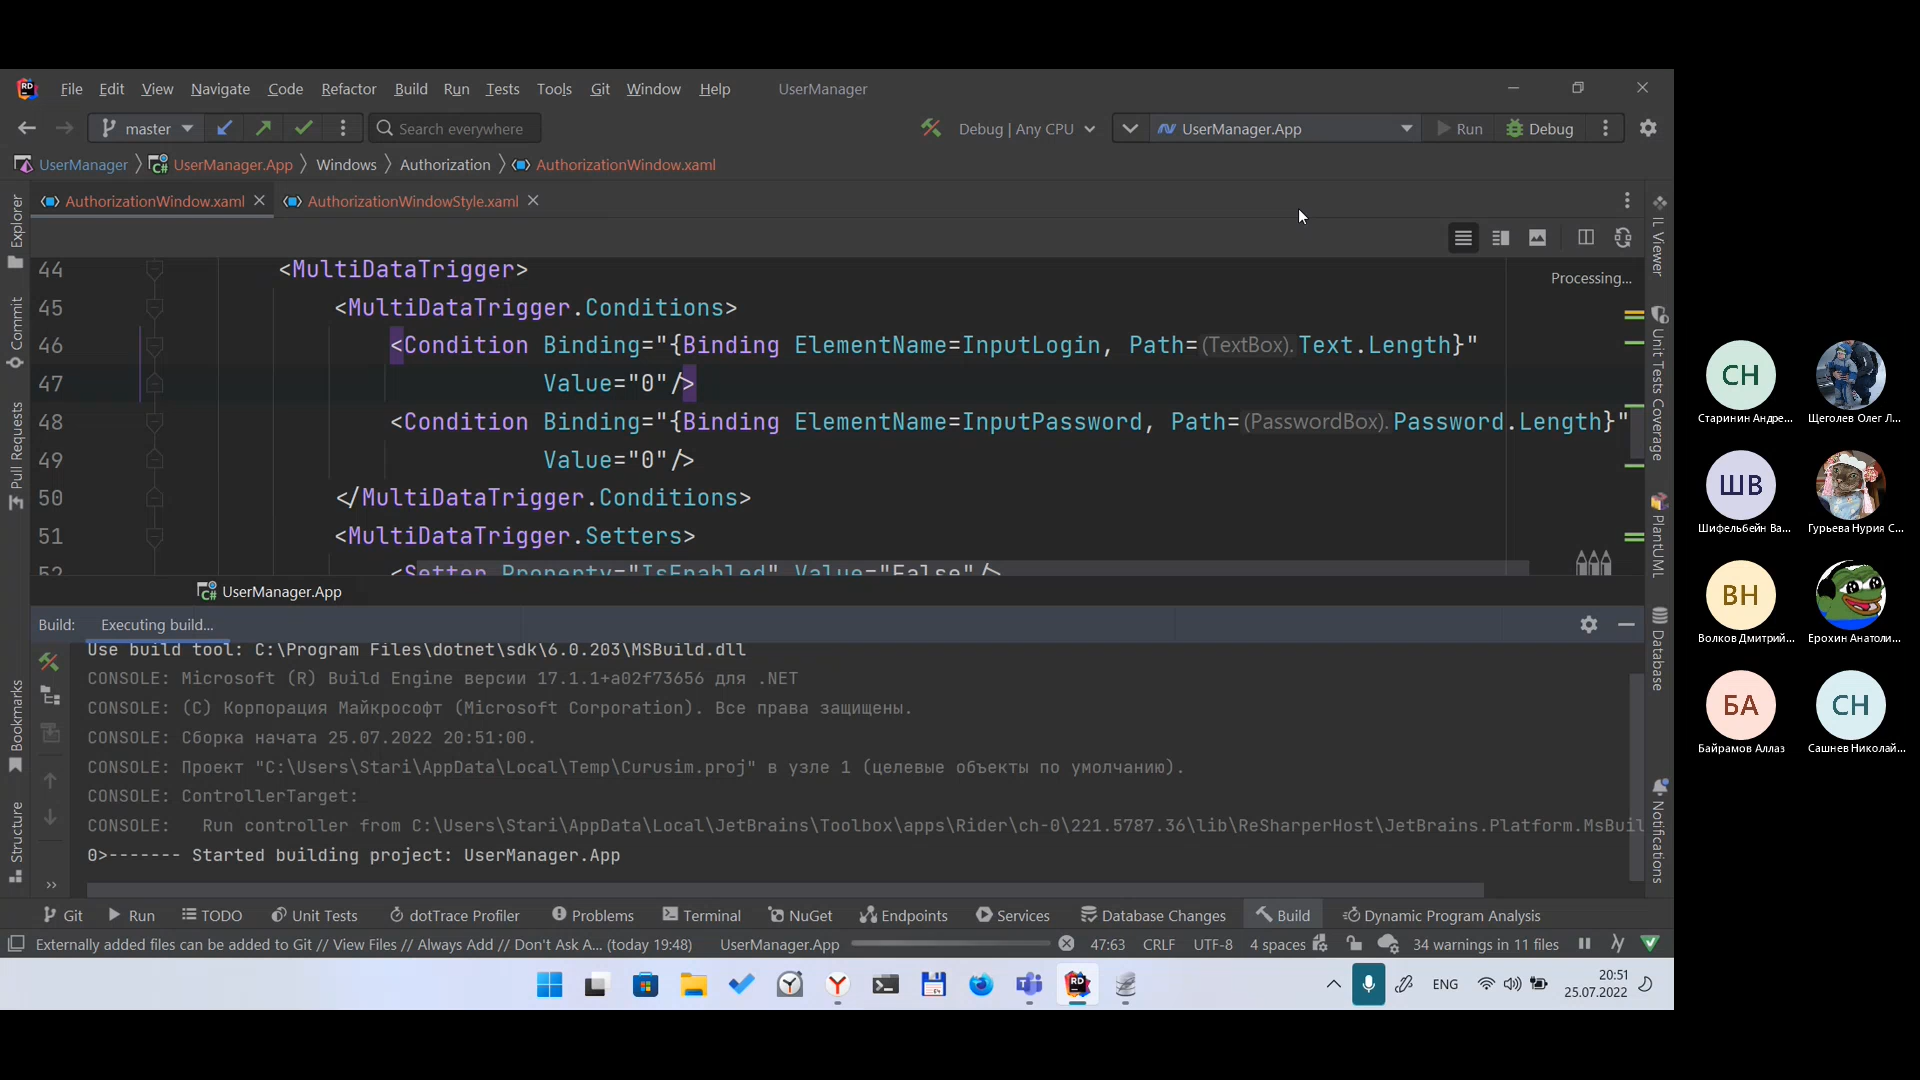 RD File Edit View Navigate Code Refactor Build Run Tests Tools Git Window Help UserManager
master Search everywhere Debug | Any CPU UserManager.App Run Debug
UserManager UserManager.App Windows Authorization AuthorizationWindow.xaml
AuthorizationWindow.xaml AuthorizationWindowStyle.xaml
Processing...
44 <MultiDataTrigger>
45 <MultiDataTrigger.Conditions>
46 <Condition Binding="{Binding ElementName=InputLogin, Path=(TextBox).Text.Length}"
47 Value="0"/>
48 <Condition Binding="{Binding ElementName=InputPassword, Path=(PasswordBox).Password.Length}"
49 Value="0"/>
50 </MultiDataTrigger.Conditions>
51 <MultiDataTrigger.Setters>
52 <Setter Property="IsEnabled" Value="False"/>
UserManager.App
Build: Executing build...
Use build tool: C:\Program Files\dotnet\sdk\6.0.203\MSBuild.dll
CONSOLE: Microsoft (R) Build Engine версии 17.1.1+a02f73656 для .NET
CONSOLE: (C) Корпорация Майкрософт (Microsoft Corporation). Все права защищены.
CONSOLE: Сборка начата 25.07.2022 20:51:00.
CONSOLE: Проект "C:\Users\Stari\AppData\Local\Temp\Curusim.proj" в узле 1 (целевые объекты по умолчанию).
CONSOLE: ControllerTarget:
CONSOLE: Run controller from C:\Users\Stari\AppData\Local\JetBrains\Toolbox\apps\Rider\ch-0\221.5787.36\lib\ReSharperHost\JetBrains.Platform.MsBuil
0>------- Started building project: UserManager.App
Git Run TODO Unit Tests dotTrace Profiler Problems Terminal NuGet Endpoints Services Database Changes Build Dynamic Program Analysis
Externally added files can be added to Git // View Files // Always Add // Don't Ask A... (today 19:48) UserManager.App 47:63 CRLF UTF-8 4 spaces 34 warnings in 11 files
ENG 20:51
25.07.2022
Explorer
Commit
Pull Requests
Bookmarks
Structure
IL Viewer
Unit Tests Coverage
PlantUML
Database
Notifications
СН
Старинин Андре... Щеголев Олег Л...
ШВ
Шифельбейн Ва... Гурьева Нурия С...
ВН
Волков Дмитрий... Ерохин Анатоли...
БА СН
Байрамов Аллаз Сашнев Николай...